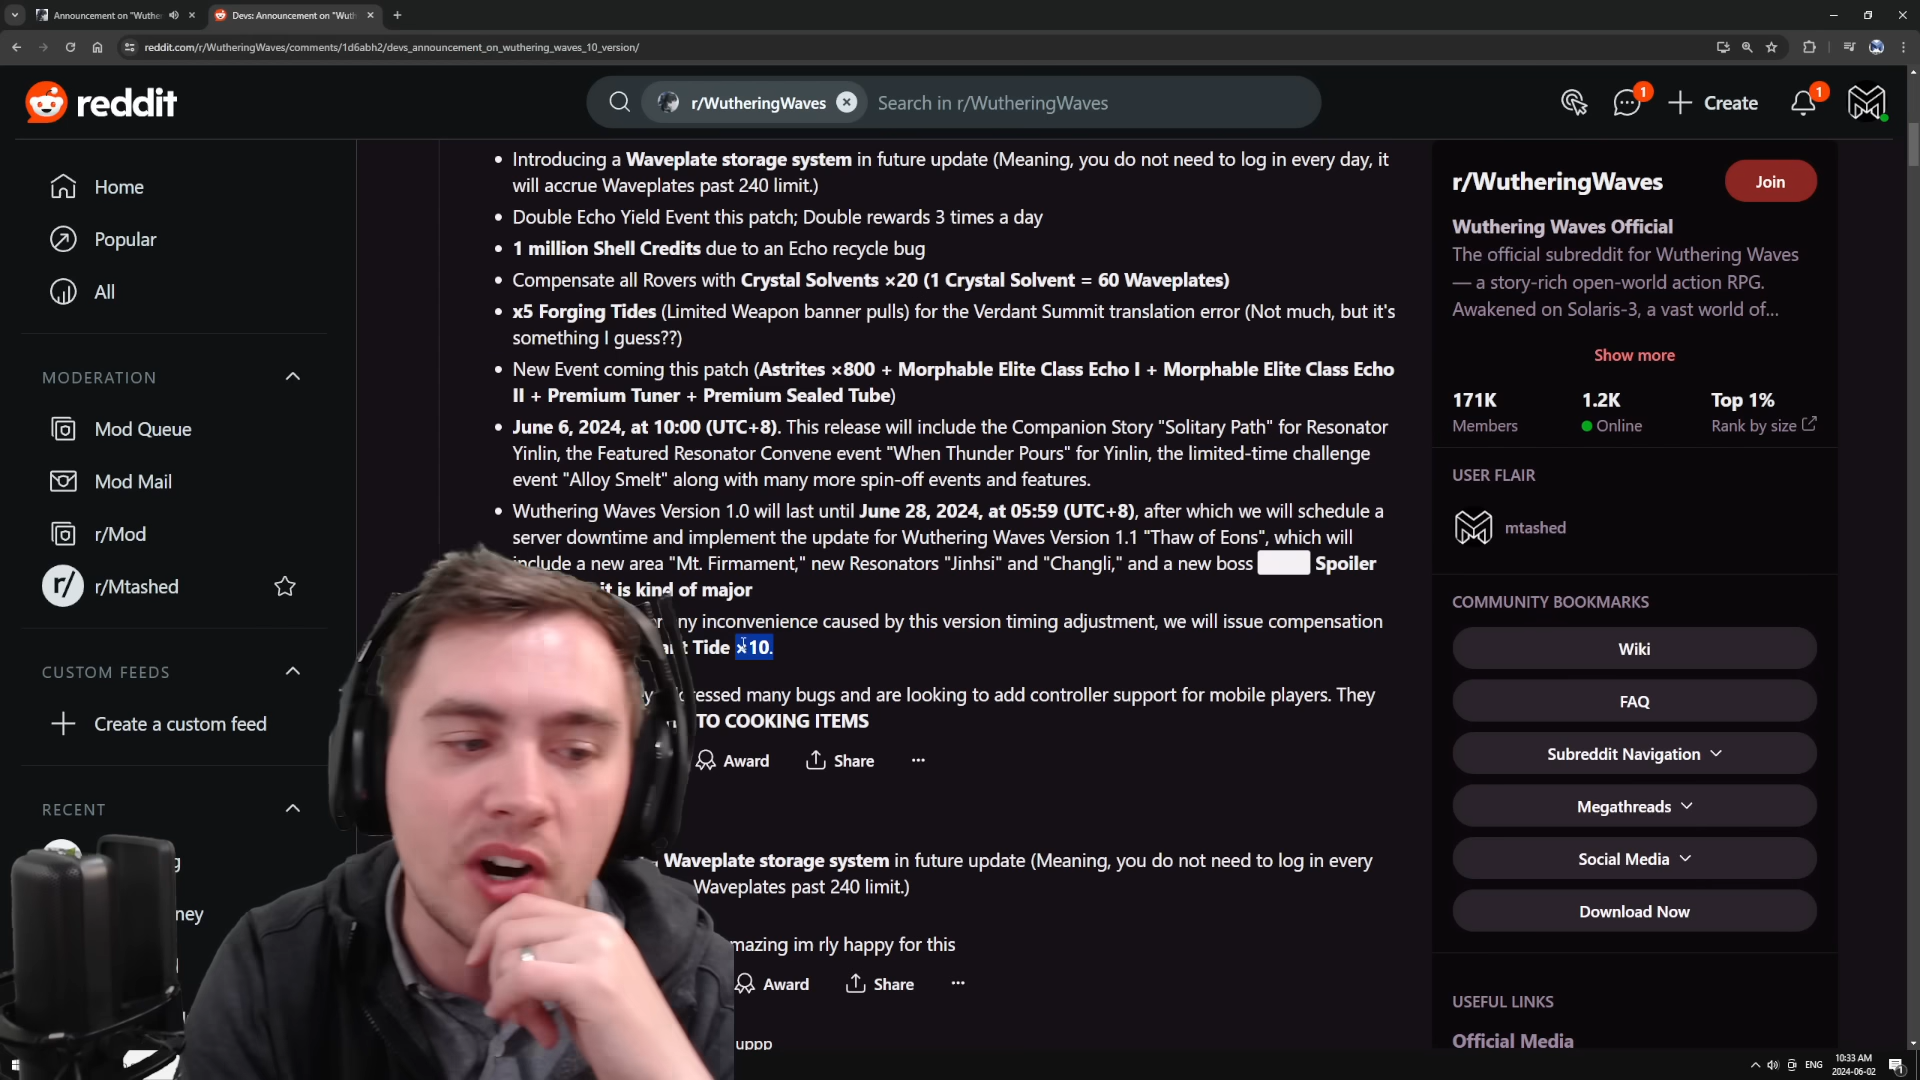 Announcement on "Wuthe
Devs: Announcement on "Wuth
reddit.com/r/WutheringWaves/comments/1d6abh2/devs_announcement_on_wuthering_waves_10_version/
reddit
r/WutheringWaves
Search in r/WutheringWaves
1
Create
1
Home
Popular
All
MODERATION
Mod Queue
Mod Mail
r/Mod
r/
r/Mtashed
CUSTOM FEEDS
Create a custom feed
RECENT
g
ney
• Introducing a Waveplate storage system in future update (Meaning, you do not need to log in every day, it
will accrue Waveplates past 240 limit.)
• Double Echo Yield Event this patch; Double rewards 3 times a day
• 1 million Shell Credits due to an Echo recycle bug
• Compensate all Rovers with Crystal Solvents ×20 (1 Crystal Solvent = 60 Waveplates)
• x5 Forging Tides (Limited Weapon banner pulls) for the Verdant Summit translation error (Not much, but it's
something I guess??)
• New Event coming this patch (Astrites ×800 + Morphable Elite Class Echo I + Morphable Elite Class Echo
II + Premium Tuner + Premium Sealed Tube)
• June 6, 2024, at 10:00 (UTC+8). This release will include the Companion Story "Solitary Path" for Resonator
Yinlin, the Featured Resonator Convene event "When Thunder Pours" for Yinlin, the limited-time challenge
event "Alloy Smelt" along with many more spin-off events and features.
• Wuthering Waves Version 1.0 will last until June 28, 2024, at 05:59 (UTC+8), after which we will schedule a
server downtime and implement the update for Wuthering Waves Version 1.1 "Thaw of Eons", which will
include a new area "Mt. Firmament," new Resonators "Jinhsi" and "Changli," and a new boss Spoiler
it is kind of major
ny inconvenience caused by this version timing adjustment, we will issue compensation
Tide ×10.
ressed many bugs and are looking to add controller support for mobile players. They
TO COOKING ITEMS
Award
Share
Waveplate storage system in future update (Meaning, you do not need to log in every
Waveplates past 240 limit.)
mazing im rly happy for this
Award
Share
uppp
r/WutheringWaves
Join
Wuthering Waves Official
The official subreddit for Wuthering Waves
— a story-rich open-world action RPG.
Awakened on Solaris-3, a vast world of...
Show more
171K
1.2K
Top 1%
Members
Online
Rank by size
USER FLAIR
mtashed
COMMUNITY BOOKMARKS
Wiki
FAQ
Subreddit Navigation
Megathreads
Social Media
Download Now
USEFUL LINKS
Official Media
ENG
10:33 AM
2024-06-02